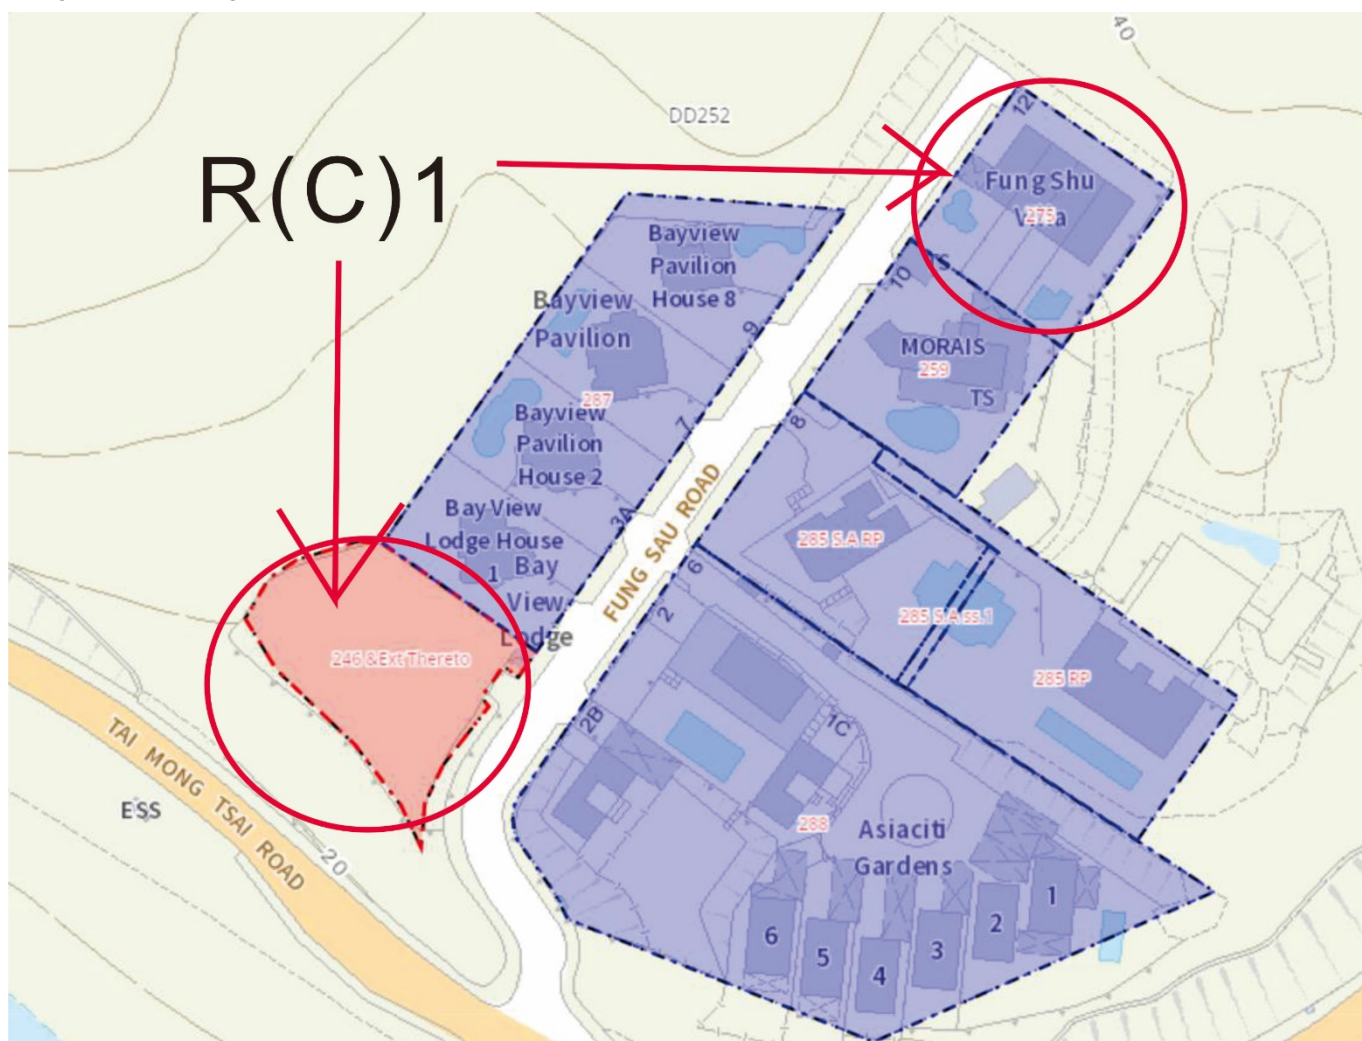 40
DD252
R(C)1
12
Fung Shu
Villa
275
Bayview
Pavilion
House 8
TS
10
Bayview
Pavilion
9
MORAIS
259
TS
287
Bayview
Pavilion
House 2
7
8
Bay View
Lodge House
1
3A
FUNG SAU ROAD
285 S.A RP
6
Bay
View
Lodge
2
285 S.A ss.1
246 &Ext Thereto
285 RP
2B
1C
TAI MONG TSAI ROAD
ESS
288
Asiaciti
Gardens
20
1
2
3
4
5
6